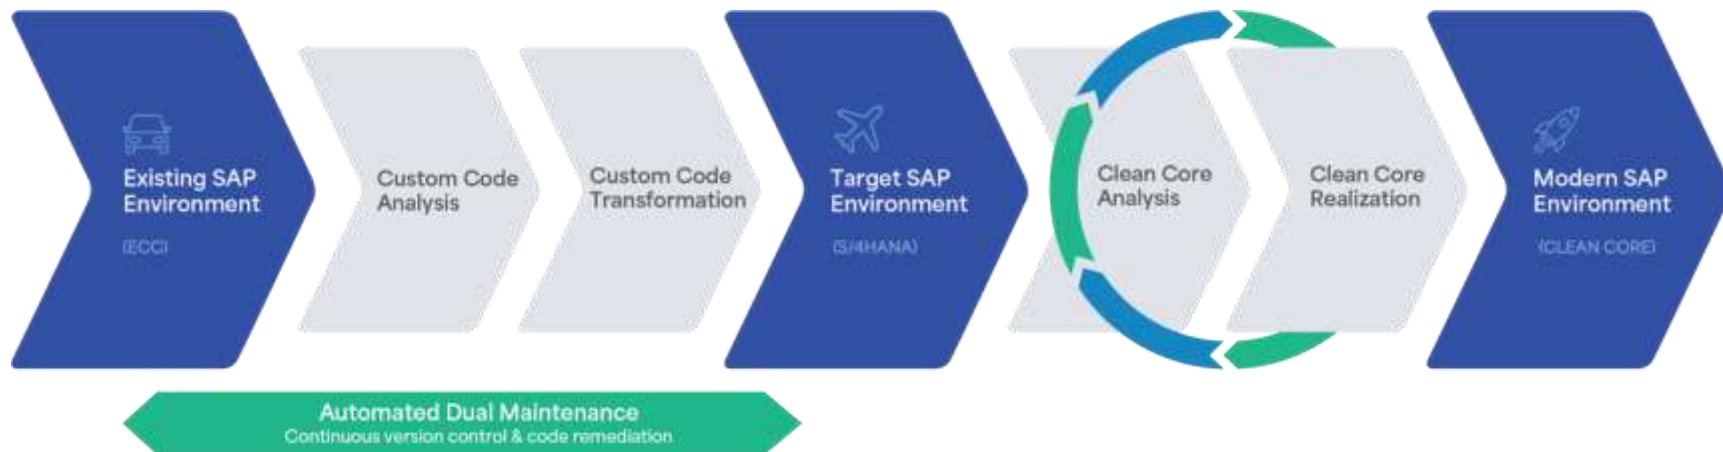 Existing SAP
Environment
(ECC)
Custom Code
Analysis
Custom Code
Transformation
Target SAP
Environment
(S/4HANA)
Clean Core
Analysis
Clean Core
Realization
Modern SAP
Environment
(CLEAN CORE)
Automated Dual Maintenance
Continuous version control & code remediation